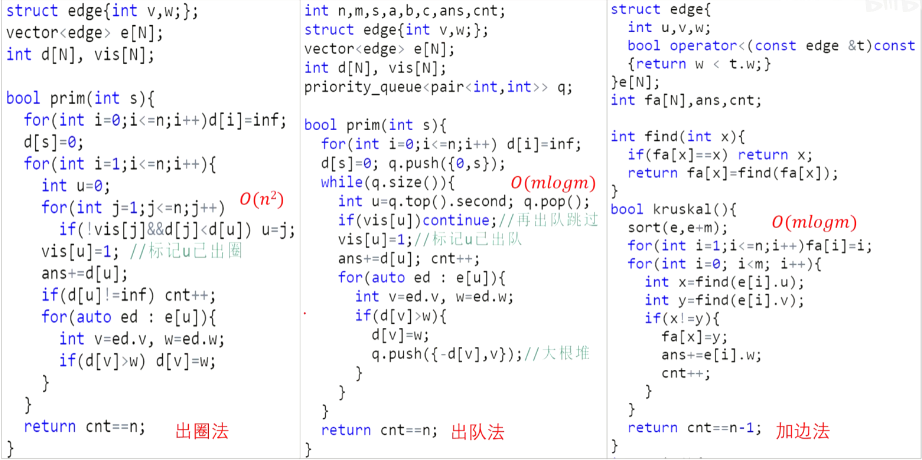 struct edge{int v,w;};
vector<edge> e[N];
int d[N], vis[N];
bool prim(int s){
for(int i=0;i<=n;i++)d[i]=inf;
d[s]=0;
for(int i=1;i<=n;i++){
int u=0;
for(int j=1;j<=n;j++)
if(!vis[j]&&d[j]<d[u]) u=j;
O(n²)
vis[u]=1; //标记u已出圈
ans+=d[u];
if(d[u]!=inf) cnt++;
for(auto ed : e[u]){
int v=ed.v, w=ed.w;
if(d[v]>w) d[v]=w;
}
}
return cnt==n;
出圈法
}
int n,m,s,a,b,c,ans,cnt;
struct edge{int v,w;};
vector<edge> e[N];
int d[N], vis[N];
priority_queue<pair<int,int>> q;
bool prim(int s){
for(int i=0;i<=n;i++) d[i]=inf;
d[s]=0; q.push({0,s});
while(q.size()){
O(mlogm)
int u=q.top().second; q.pop();
if(vis[u])continue;//再出队跳过
vis[u]=1;//标记u已出队
ans+=d[u]; cnt++;
for(auto ed : e[u]){
int v=ed.v, w=ed.w;
if(d[v]>w){
d[v]=w;
q.push({-d[v],v});//大根堆
}
}
}
return cnt==n;
出队法
}
struct edge{
int u,v,w;
bool operator<(const edge &t)const
{return w < t.w;}
}e[N];
int fa[N],ans,cnt;
int find(int x){
if(fa[x]==x) return x;
return fa[x]=find(fa[x]);
}
bool kruskal(){
O(mlogm)
sort(e,e+m);
for(int i=1;i<=n;i++)fa[i]=i;
for(int i=0; i<m; i++){
int x=find(e[i].u);
int y=find(e[i].v);
if(x!=y){
fa[x]=y;
ans+=e[i].w;
cnt++;
}
}
return cnt==n-1;
加边法
}